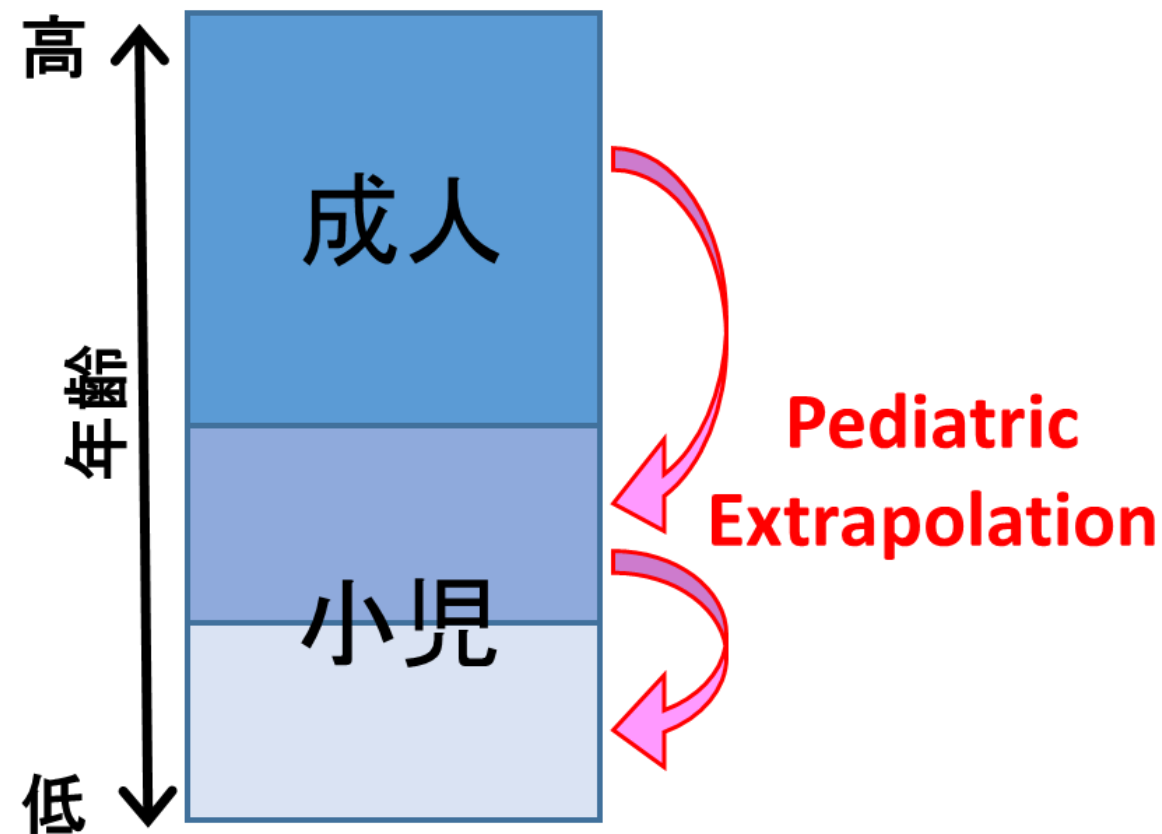 高
成人
年齢
Pediatric
Extrapolation
小児
低